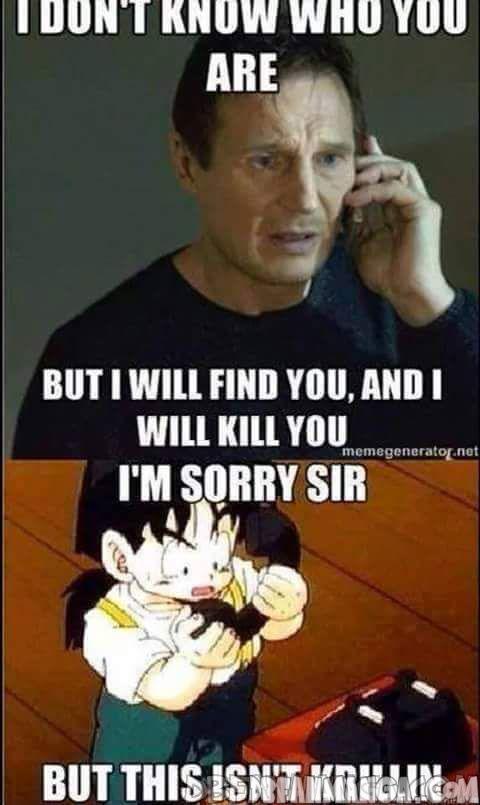 I DON'T KNOW WHO YOU
ARE
BUT I WILL FIND YOU, AND I
WILL KILL YOU
memegenerator.net
I'M SORRY SIR
BUT THIS ISN'T KRILLIN